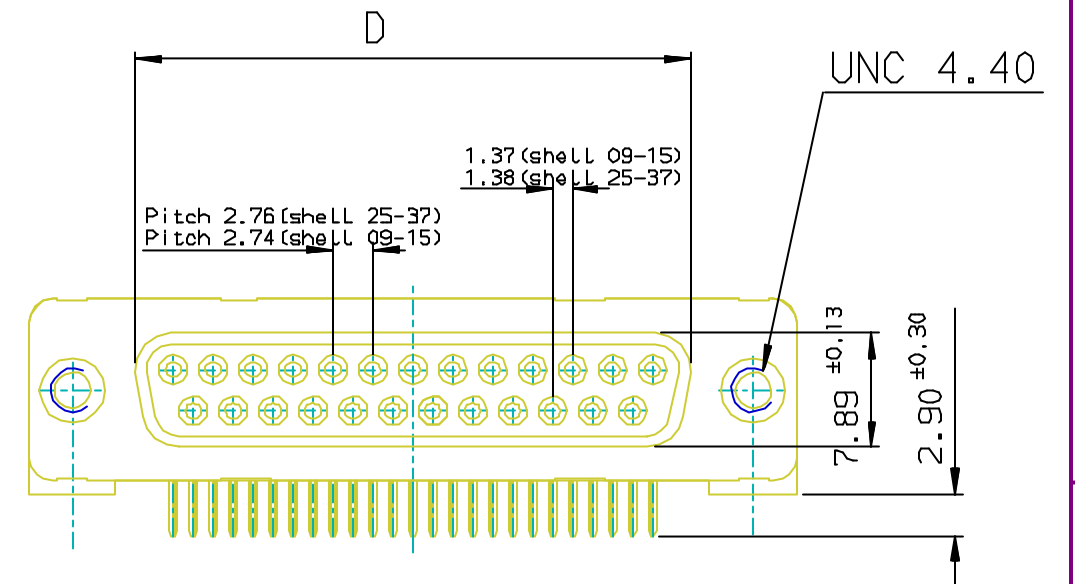 D
UNC 4.40
1.37(shell 09-15)
1.38(shell 25-37)
Pitch 2.76(shell 25-37)
Pitch 2.74(shell 09-15)
7.89 ±0.13
2.90 ±0.30